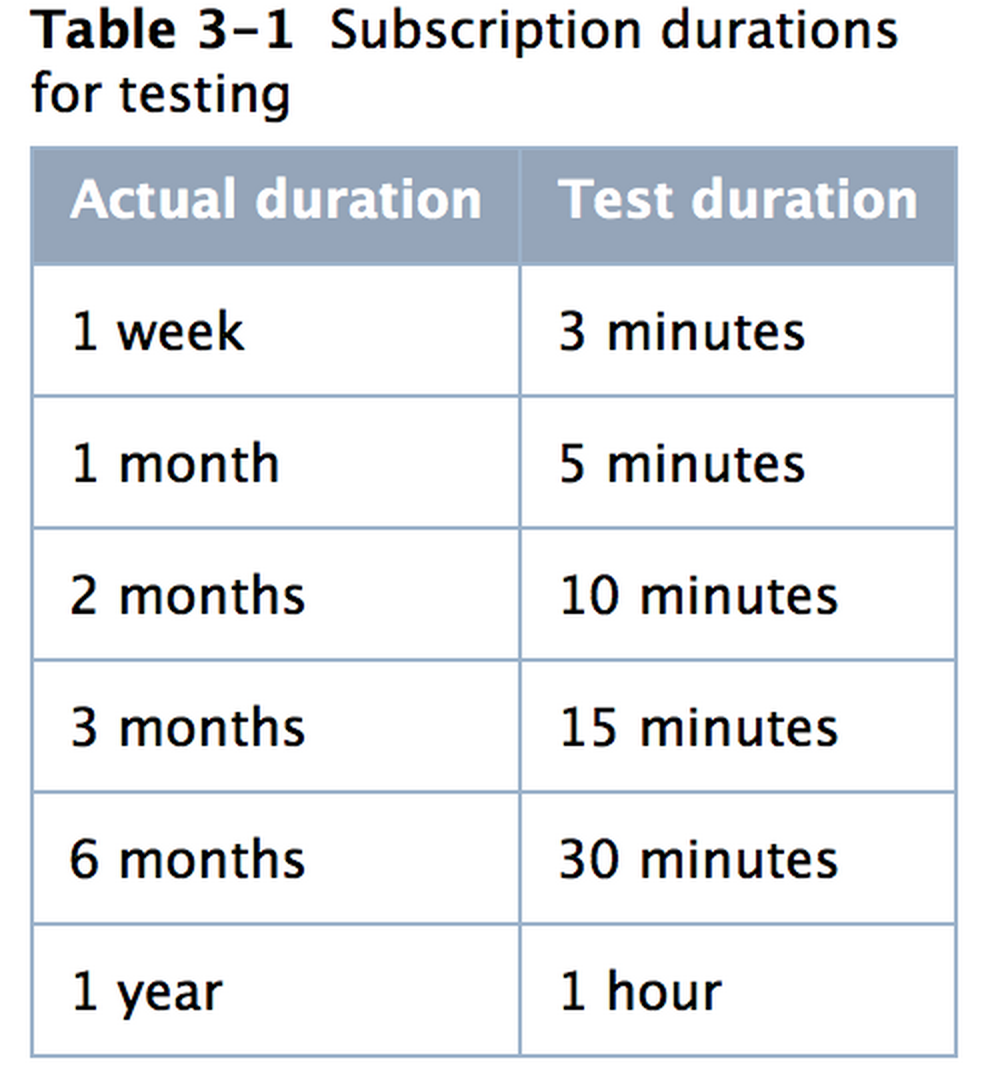 Table 3–1 Subscription durations
for testing
Actual duration Test duration
1 week 3 minutes
1 month 5 minutes
2 months 10 minutes
3 months 15 minutes
6 months 30 minutes
1 year 1 hour